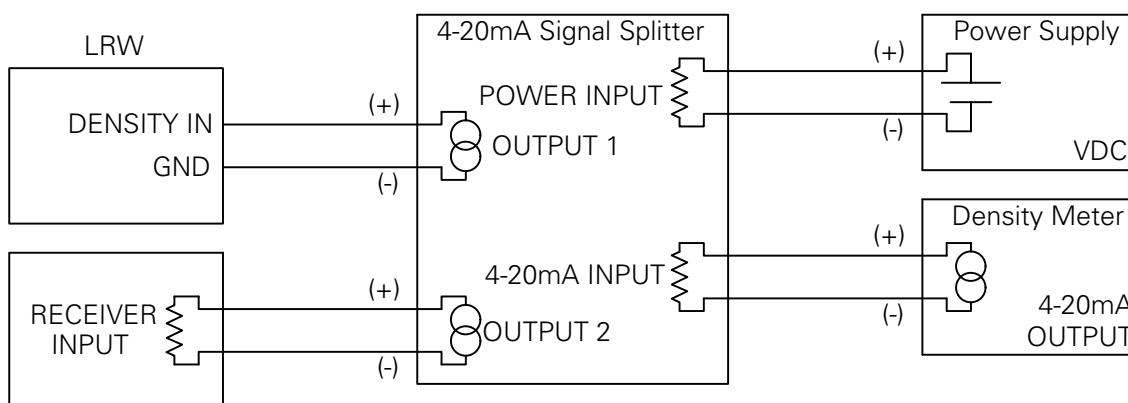 LRW
DENSITY IN
GND
(+)
(-)
RECEIVER
INPUT
(+)
(-)
4-20mA Signal Splitter
POWER INPUT
OUTPUT 1
4-20mA INPUT
OUTPUT 2
(+)
(-)
Power Supply
VDC
(+)
(-)
Density Meter
4-20mA
OUTPUT